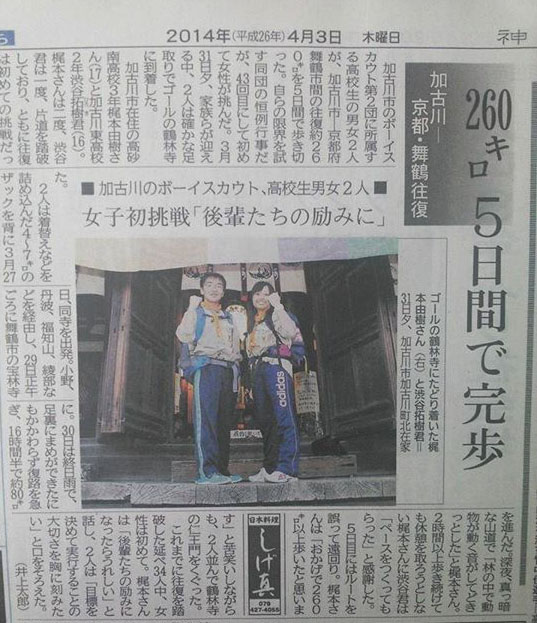 2014年(平成26年)4月3日　木曜日
神
260キロ 5日間で完歩
加古川―
京都・舞鶴往復
■加古川のボーイスカウト、高校生男女2人■
女子初挑戦「後輩たちの励みに」
加古川市のボーイス
カウト第2団に所属す
る高校生の男女2人
が、加古川市―京都府
舞鶴市間の往復約26
0㌔を5日間で歩き切
った。自らの限界を試
す同団の恒例行事だ
が、43回目にして初め
て女性が挑んだ。3月
31日夕、家族らが迎え
る中、2人は確かな足
取りでゴールの鶴林寺
に到着した。
加古川市在住の高砂
南高校3年梶本由樹さ
ん(17)と加古川東高校
2年渋谷拓樹君(16)。
梶本さんは二度、渋谷
君は一度、片道を踏破
しており、ともに往復
は初めての挑戦だっ
た。
2人は着替えなどを
詰め込んだ4〜7㌔の
ザックを背に3月27
日、同寺を出発。小野、
丹波、福知山、綾部な
どを経由し、29日正午
ごろに舞鶴市の宝林寺
に。30日は終日雨で、
足裏にまめができたに
もかかわらず復路を急
ぎ、16時間半で約80㌔
を進んだ。深夜、真っ暗
な山道で「林の中で動
物が動く音がしてどき
っとした」と梶本さん。
2時間以上歩き続けて
も休憩を取ろうとしな
い梶本さんに渋谷君は
「ペースをつくっても
らった」と感謝した。
5日目にはルートを
誤って遠回り。梶本さ
んは「おかげで260
㌔以上歩いたと思いま
す」と苦笑いしながら
も、2人並んで鶴林寺
の仁王門をくぐった。
これまでに往復を踏
破した延べ34人中、女
性は初めて。梶本さん
は「後輩たちの励みに
なったらうれしい」と
話し、2人は「目標を
決めて実行することの
大切さを胸に刻みた
い」と口をそろえた。
(井上太郎)
ゴールの鶴林寺にたどり着いた梶
本由樹さん(右)と渋谷拓樹君=
31日夕、加古川市加古川町北在家
adidas
日本料理
しげ真
079
427-4055